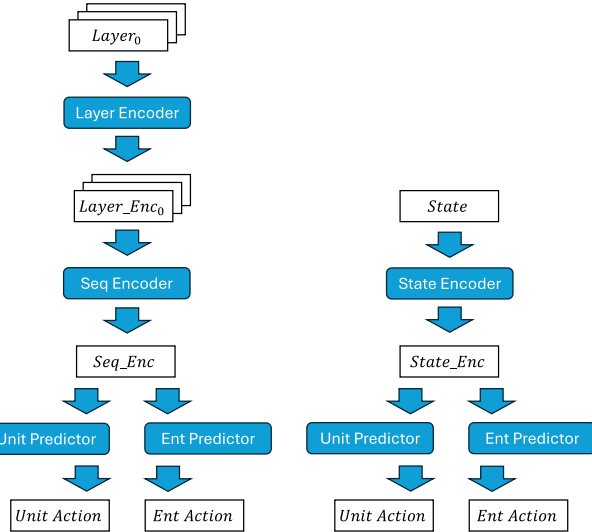 Layer₀
Layer Encoder
Layer_Enc₀
Seq Encoder
Seq_Enc
Unit Predictor
Ent Predictor
Unit Action
Ent Action
State
State Encoder
State_Enc
Unit Predictor
Ent Predictor
Unit Action
Ent Action